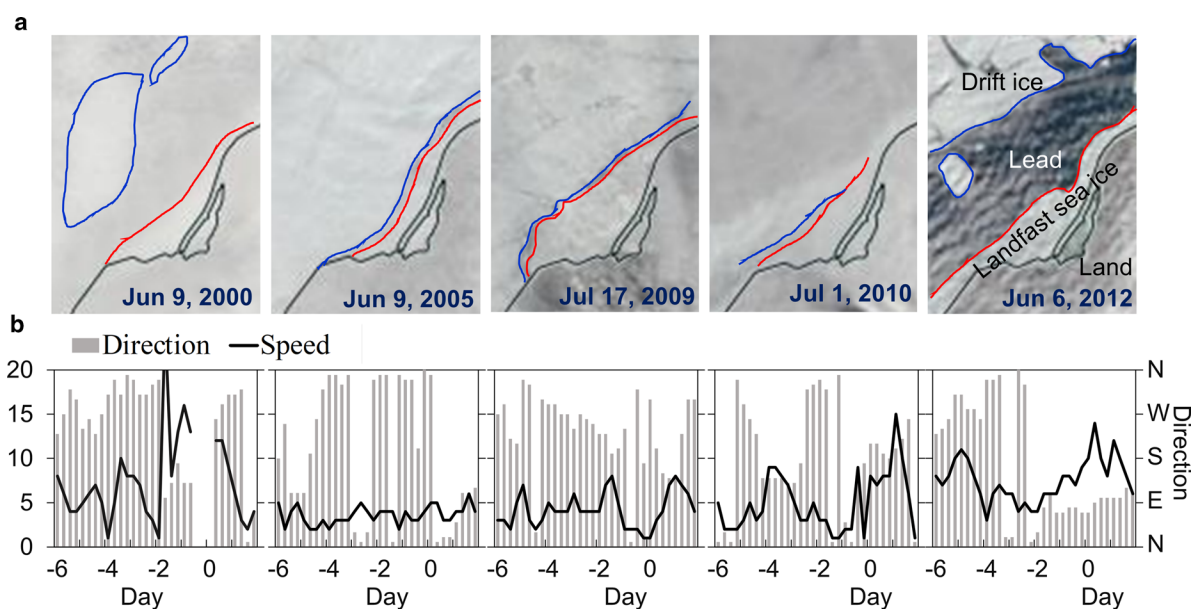 a
Drift ice
Lead
Landfast sea ice
Land
Jun 9, 2000
Jun 9, 2005
Jul 17, 2009
Jul 1, 2010
Jun 6, 2012
b
Direction Speed
20
15
10
5
0
N
W
S
E
N
Direction
-6 -4 -2 0
-6 -4 -2 0
-6 -4 -2 0
-6 -4 -2 0
-6 -4 -2 0
Day
Day
Day
Day
Day